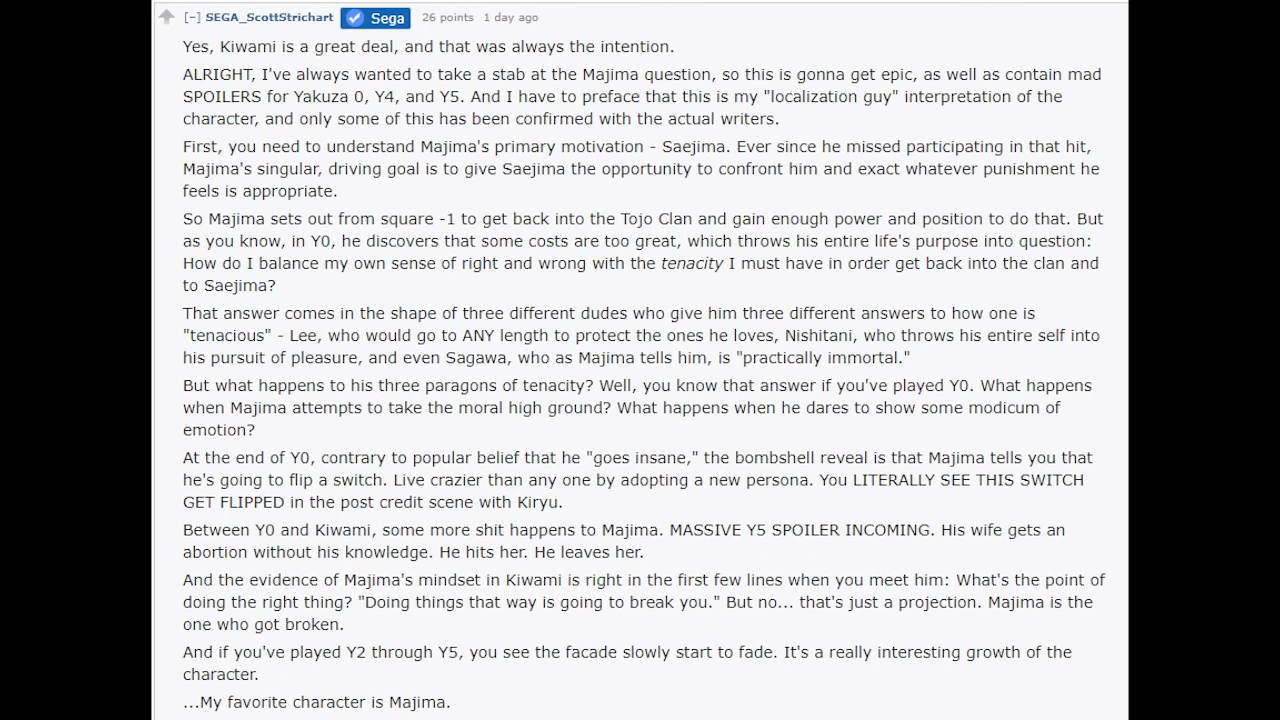 [-] SEGA_ScottStrichart Sega 26 points 1 day ago
Yes, Kiwami is a great deal, and that was always the intention.
ALRIGHT, I've always wanted to take a stab at the Majima question, so this is gonna get epic, as well as contain mad
SPOILERS for Yakuza 0, Y4, and Y5. And I have to preface that this is my "localization guy" interpretation of the
character, and only some of this has been confirmed with the actual writers.
First, you need to understand Majima's primary motivation - Saejima. Ever since he missed participating in that hit,
Majima's singular, driving goal is to give Saejima the opportunity to confront him and exact whatever punishment he
feels is appropriate.
So Majima sets out from square -1 to get back into the Tojo Clan and gain enough power and position to do that. But
as you know, in Y0, he discovers that some costs are too great, which throws his entire life's purpose into question:
How do I balance my own sense of right and wrong with the tenacity I must have in order get back into the clan and
to Saejima?
That answer comes in the shape of three different dudes who give him three different answers to how one is
"tenacious" - Lee, who would go to ANY length to protect the ones he loves, Nishitani, who throws his entire self into
his pursuit of pleasure, and even Sagawa, who as Majima tells him, is "practically immortal."
But what happens to his three paragons of tenacity? Well, you know that answer if you've played Y0. What happens
when Majima attempts to take the moral high ground? What happens when he dares to show some modicum of
emotion?
At the end of Y0, contrary to popular belief that he "goes insane," the bombshell reveal is that Majima tells you that
he's going to flip a switch. Live crazier than any one by adopting a new persona. You LITERALLY SEE THIS SWITCH
GET FLIPPED in the post credit scene with Kiryu.
Between Y0 and Kiwami, some more shit happens to Majima. MASSIVE Y5 SPOILER INCOMING. His wife gets an
abortion without his knowledge. He hits her. He leaves her.
And the evidence of Majima's mindset in Kiwami is right in the first few lines when you meet him: What's the point of
doing the right thing? "Doing things that way is going to break you." But no... that's just a projection. Majima is the
one who got broken.
And if you've played Y2 through Y5, you see the facade slowly start to fade. It's a really interesting growth of the
character.
...My favorite character is Majima.